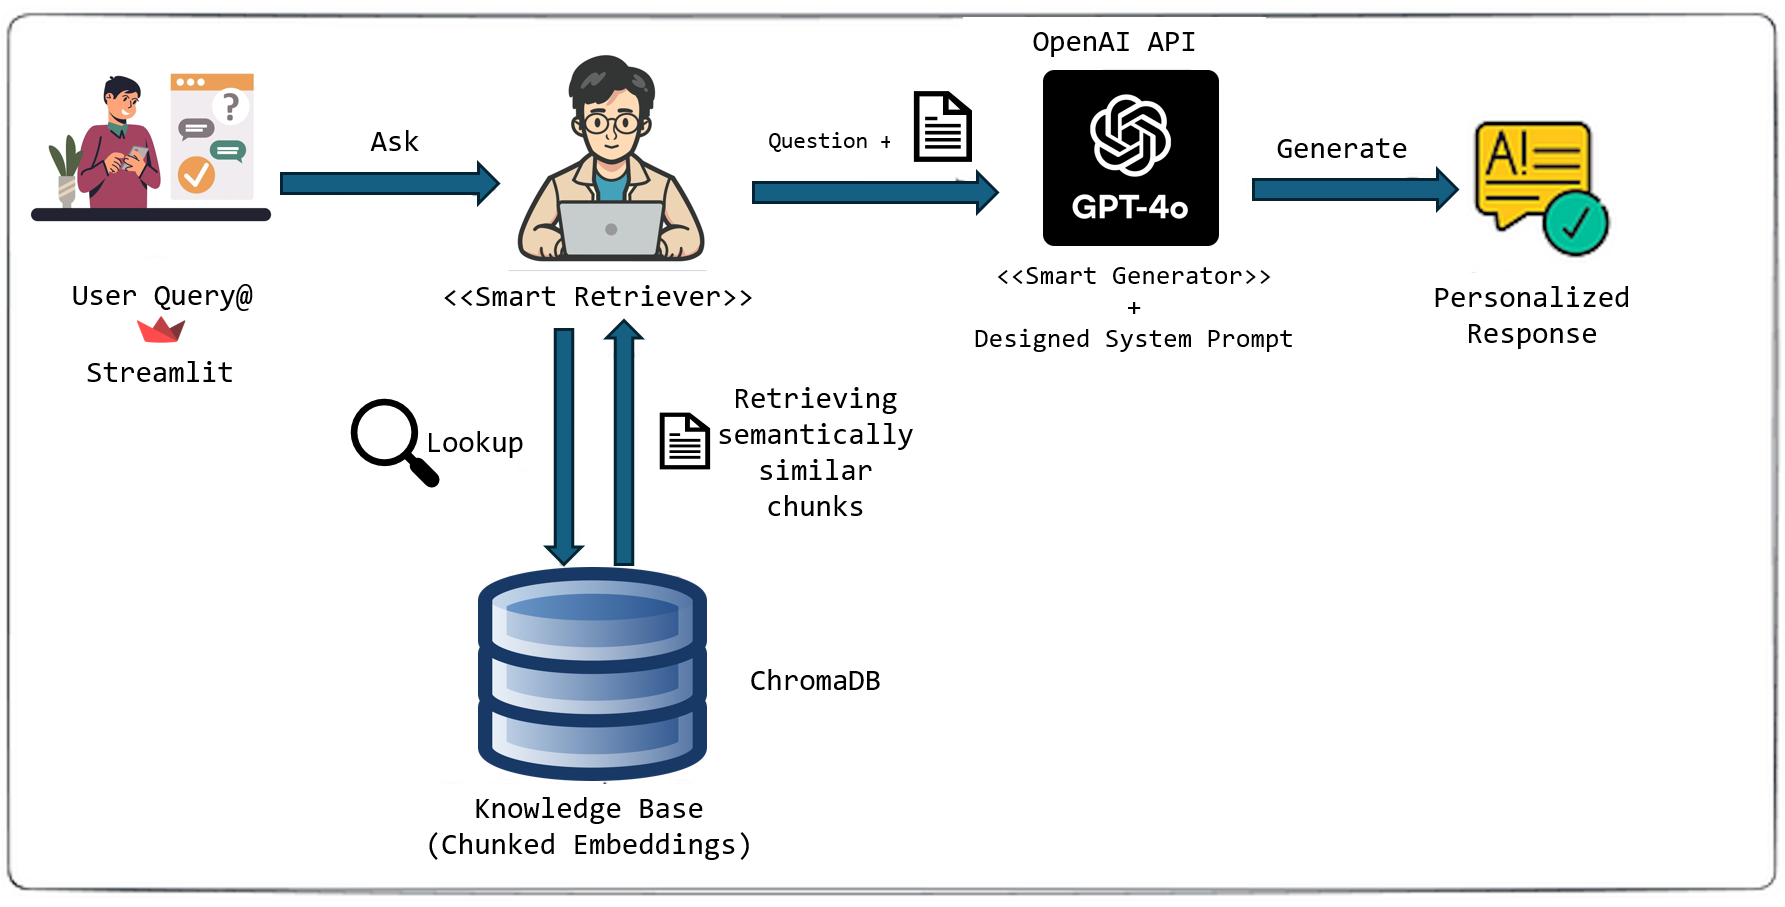 OpenAI API
Ask
Question +
GPT-4o
Generate
A!
?
User Query@
Streamlit
<<Smart Retriever>>
<<Smart Generator>>
+
Designed System Prompt
Personalized
Response
Lookup
Retrieving
semantically
similar
chunks
ChromaDB
Knowledge Base
(Chunked Embeddings)